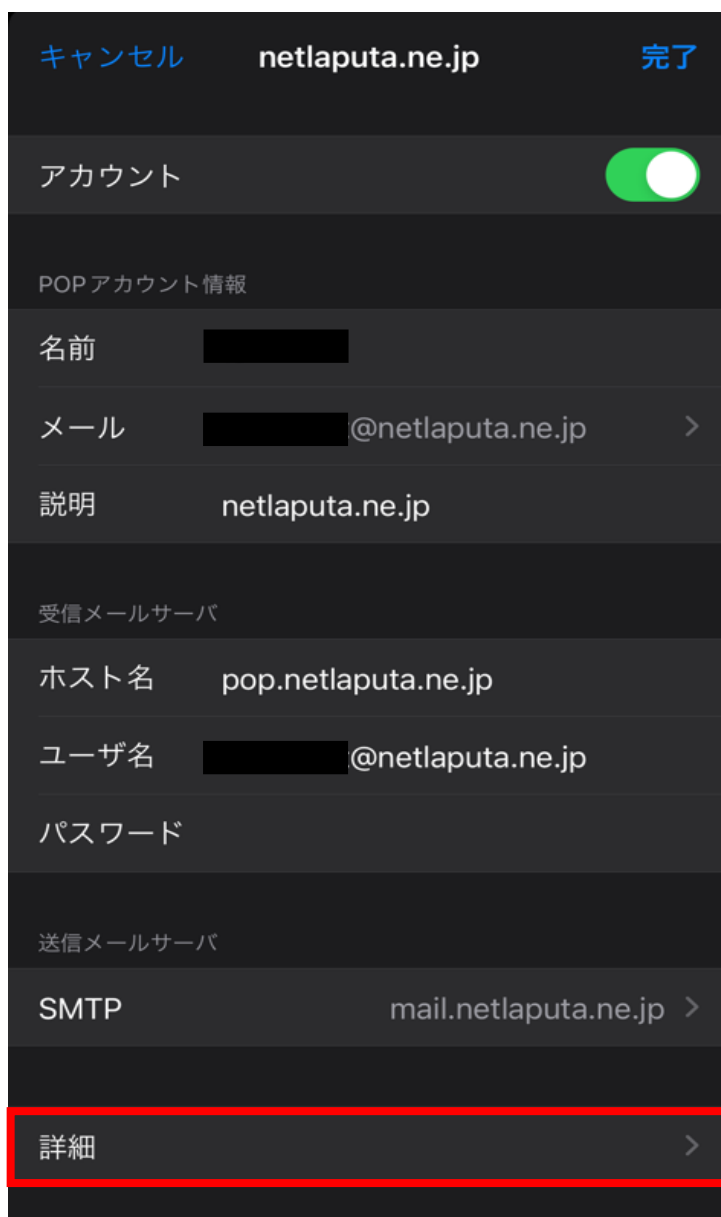 キャンセル netlaputa.ne.jp 完了
アカウント
POPアカウント情報
名前
メール @netlaputa.ne.jp
説明 netlaputa.ne.jp
受信メールサーバ
ホスト名 pop.netlaputa.ne.jp
ユーザ名 @netlaputa.ne.jp
パスワード
送信メールサーバ
SMTP mail.netlaputa.ne.jp
詳細